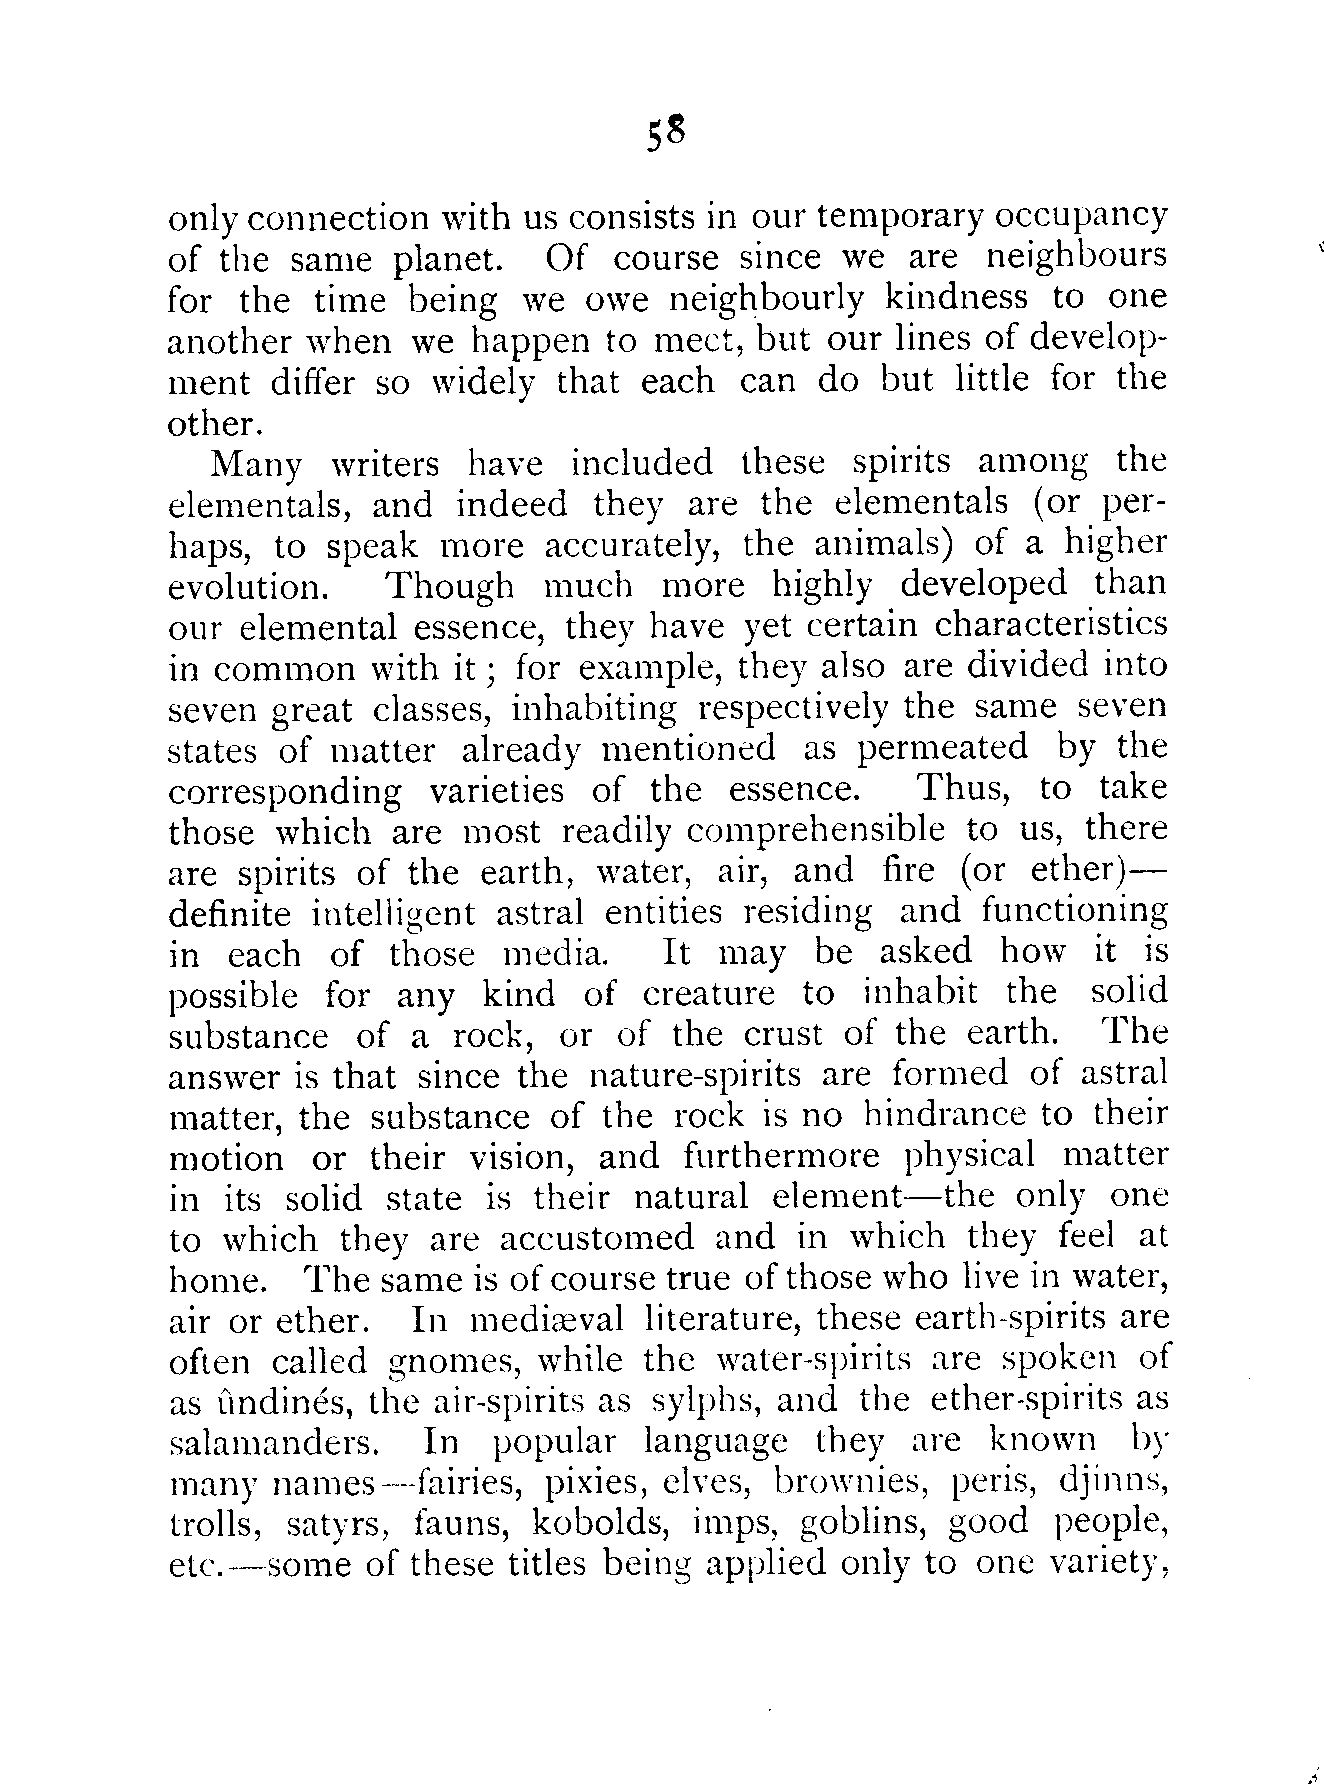 58
only connection with us consists in our temporary occupancy
of the same planet. Of course since we are neighbours
for the time being we owe neighbourly kindness to one
another when we happen to meet, but our lines of develop-
ment differ so widely that each can do but little for the
other.
Many writers have included these spirits among the
elementals, and indeed they are the elementals (or per-
haps, to speak more accurately, the animals) of a higher
evolution. Though much more highly developed than
our elemental essence, they have yet certain characteristics
in common with it ; for example, they also are divided into
seven great classes, inhabiting respectively the same seven
states of matter already mentioned as permeated by the
corresponding varieties of the essence. Thus, to take
those which are most readily comprehensible to us, there
are spirits of the earth, water, air, and fire (or ether)—
definite intelligent astral entities residing and functioning
in each of those media. It may be asked how it is
possible for any kind of creature to inhabit the solid
substance of a rock, or of the crust of the earth. The
answer is that since the nature-spirits are formed of astral
matter, the substance of the rock is no hindrance to their
motion or their vision, and furthermore physical matter
in its solid state is their natural element—the only one
to which they are accustomed and in which they feel at
home. The same is of course true of those who live in water,
air or ether. In mediæval literature, these earth-spirits are
often called gnomes, while the water-spirits are spoken of
as ûndinés, the air-spirits as sylphs, and the ether-spirits as
salamanders. In popular language they are known by
many names—fairies, pixies, elves, brownies, peris, djinns,
trolls, satyrs, fauns, kobolds, imps, goblins, good people,
etc.—some of these titles being applied only to one variety,